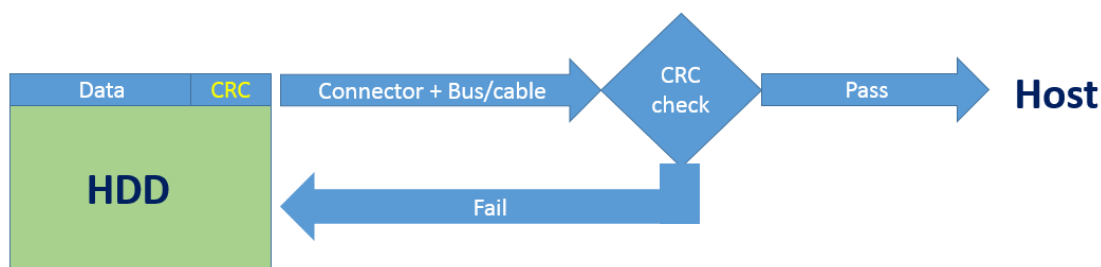 Data
CRC
Connector + Bus/cable
CRC
check
Pass
Host
HDD
Fail